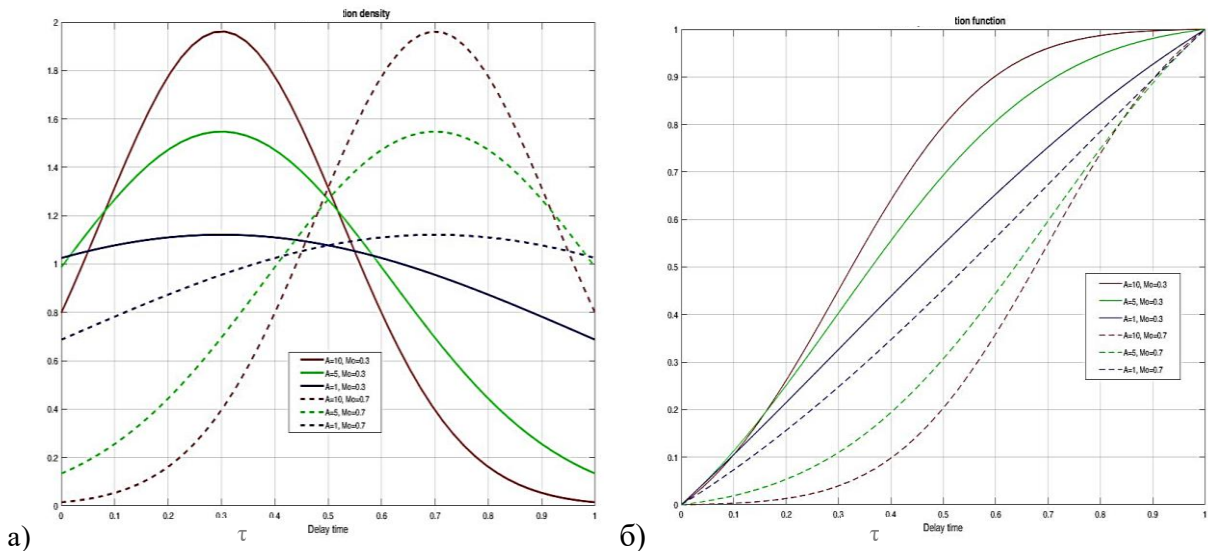 tion density
2
1.8
1.6
1.4
1.2
1
0.8
0.6
0.4
0.2
0
0 0.1 0.2 0.3 0.4 0.5 0.6 0.7 0.8 0.9 1
Delay time
τ
A=10, Mo=0.3
A=5, Mo=0.3
A=1, Mo=0.3
A=10, Mo=0.7
A=5, Mo=0.7
A=1, Mo=0.7
а)
tion function
1
0.9
0.8
0.7
0.6
0.5
0.4
0.3
0.2
0.1
0
0 0.1 0.2 0.3 0.4 0.5 0.6 0.7 0.8 0.9 1
Delay time
τ
A=10, Mo=0.3
A=5, Mo=0.3
A=1, Mo=0.3
A=10, Mo=0.7
A=5, Mo=0.7
A=1, Mo=0.7
б)